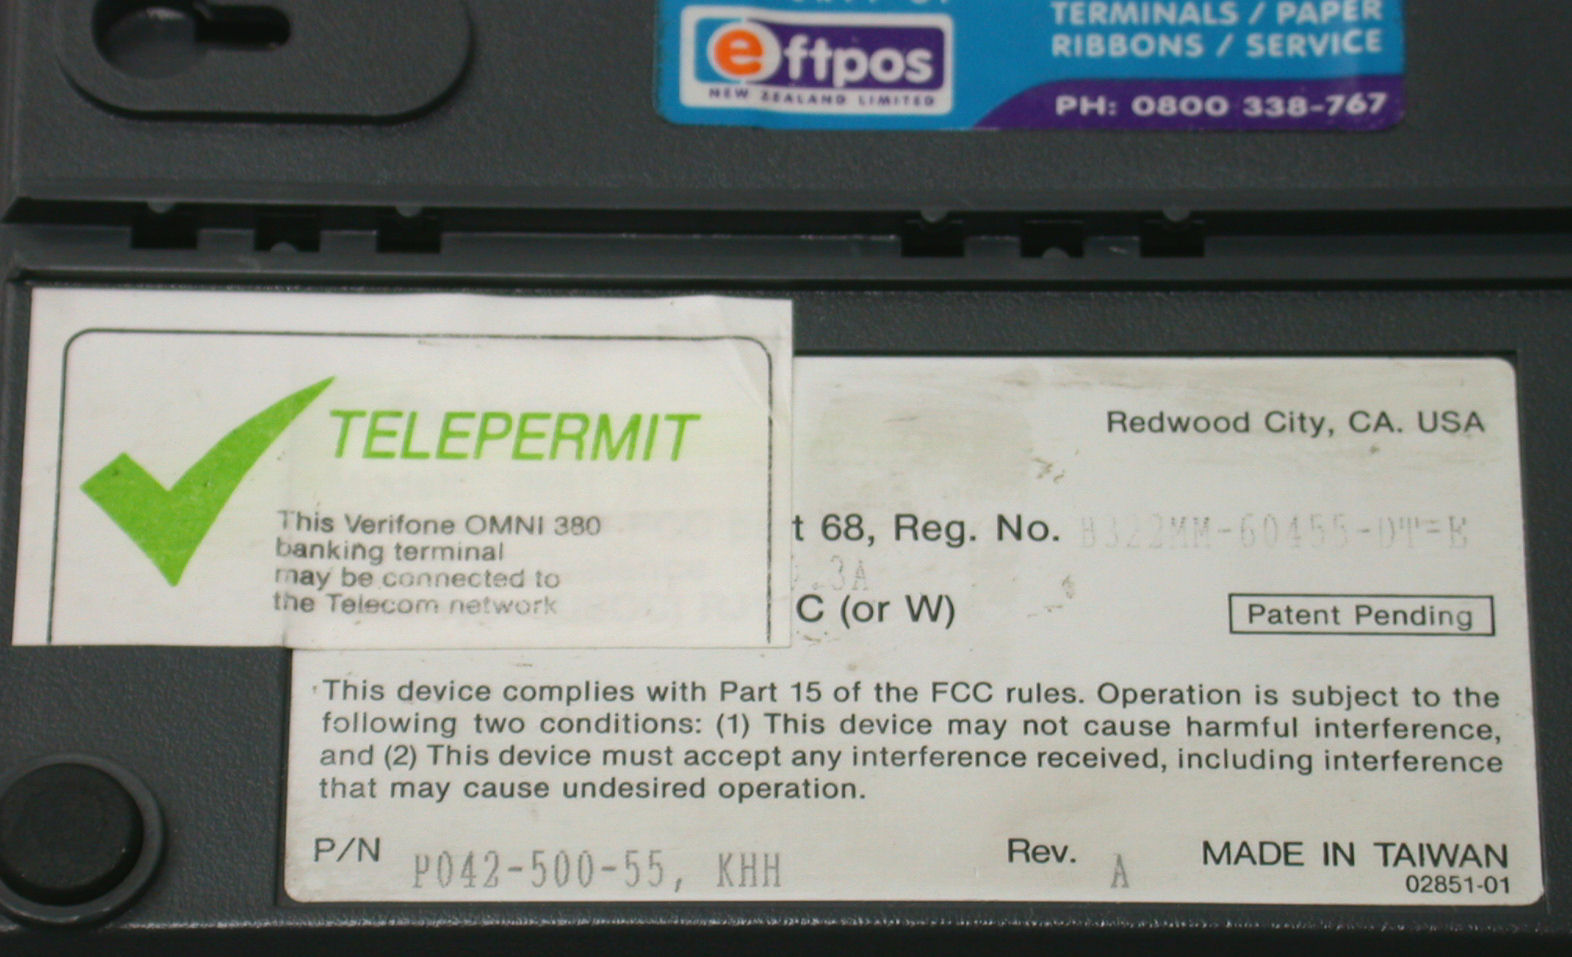 TERMINALS / PAPER
RIBBONS / SERVICE
eftpos
NEW ZEALAND LIMITED
PH: 0800 338-767
TELEPERMIT
This Verifone OMNI 380
banking terminal
may be connected to
the Telecom network
Redwood City, CA. USA
t 68, Reg. No. B322MM-60455-DT-E
.3A
C (or W)
Patent Pending
This device complies with Part 15 of the FCC rules. Operation is subject to the
following two conditions: (1) This device may not cause harmful interference,
and (2) This device must accept any interference received, including interference
that may cause undesired operation.
P/N P042-500-55, KHH
Rev. A
MADE IN TAIWAN
02851-01